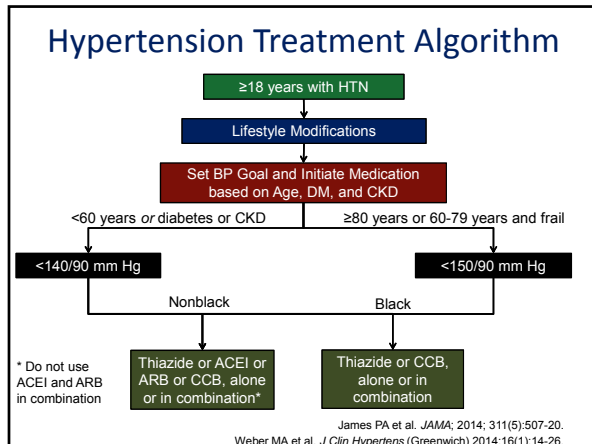 Hypertension Treatment Algorithm
≥18 years with HTN
Lifestyle Modifications
Set BP Goal and Initiate Medication
based on Age, DM, and CKD
<60 years or diabetes or CKD
≥80 years or 60-79 years and frail
<140/90 mm Hg
<150/90 mm Hg
Nonblack
Black
* Do not use
ACEI and ARB
in combination
Thiazide or ACEI or
ARB or CCB, alone
or in combination*
Thiazide or CCB,
alone or in
combination
James PA et al. JAMA; 2014; 311(5):507-20.
Weber MA et al. J Clin Hypertens (Greenwich) 2014;16(1):14-26.